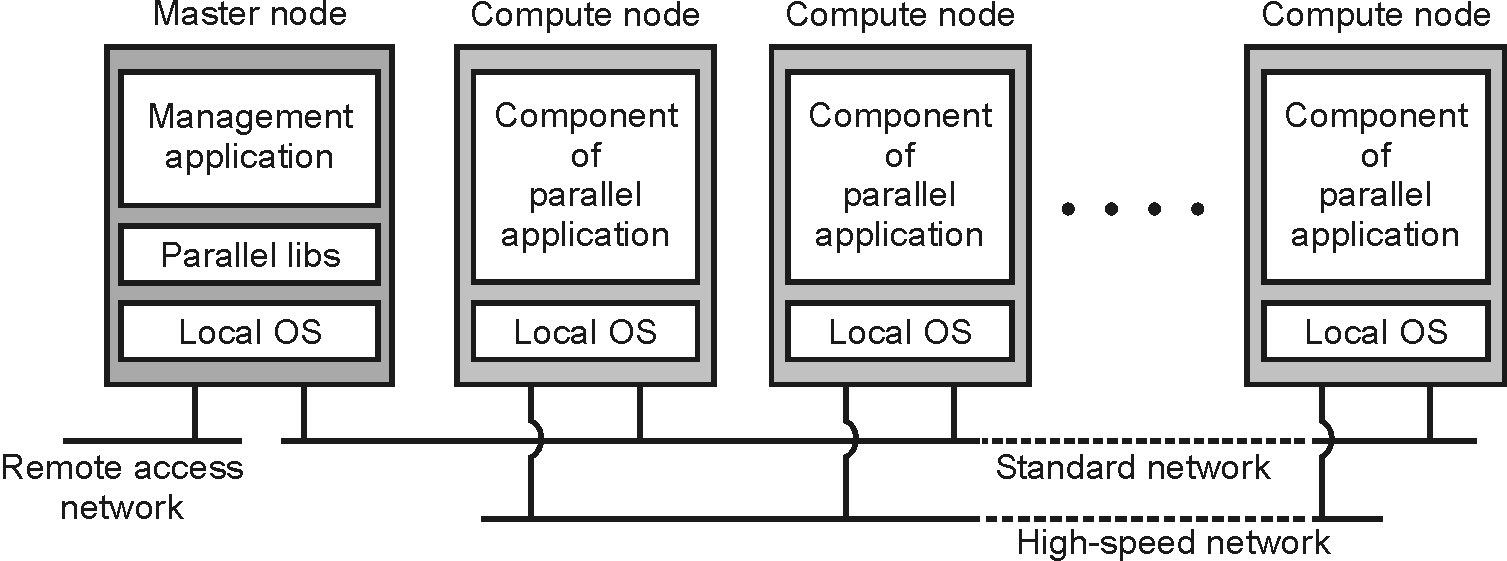 Master node
Compute node
Compute node
Compute node
Management
application
Parallel libs
Local OS
Component
of
parallel
application
Local OS
Component
of
parallel
application
Local OS
Component
of
parallel
application
Local OS
Remote access
network
Standard network
High-speed network